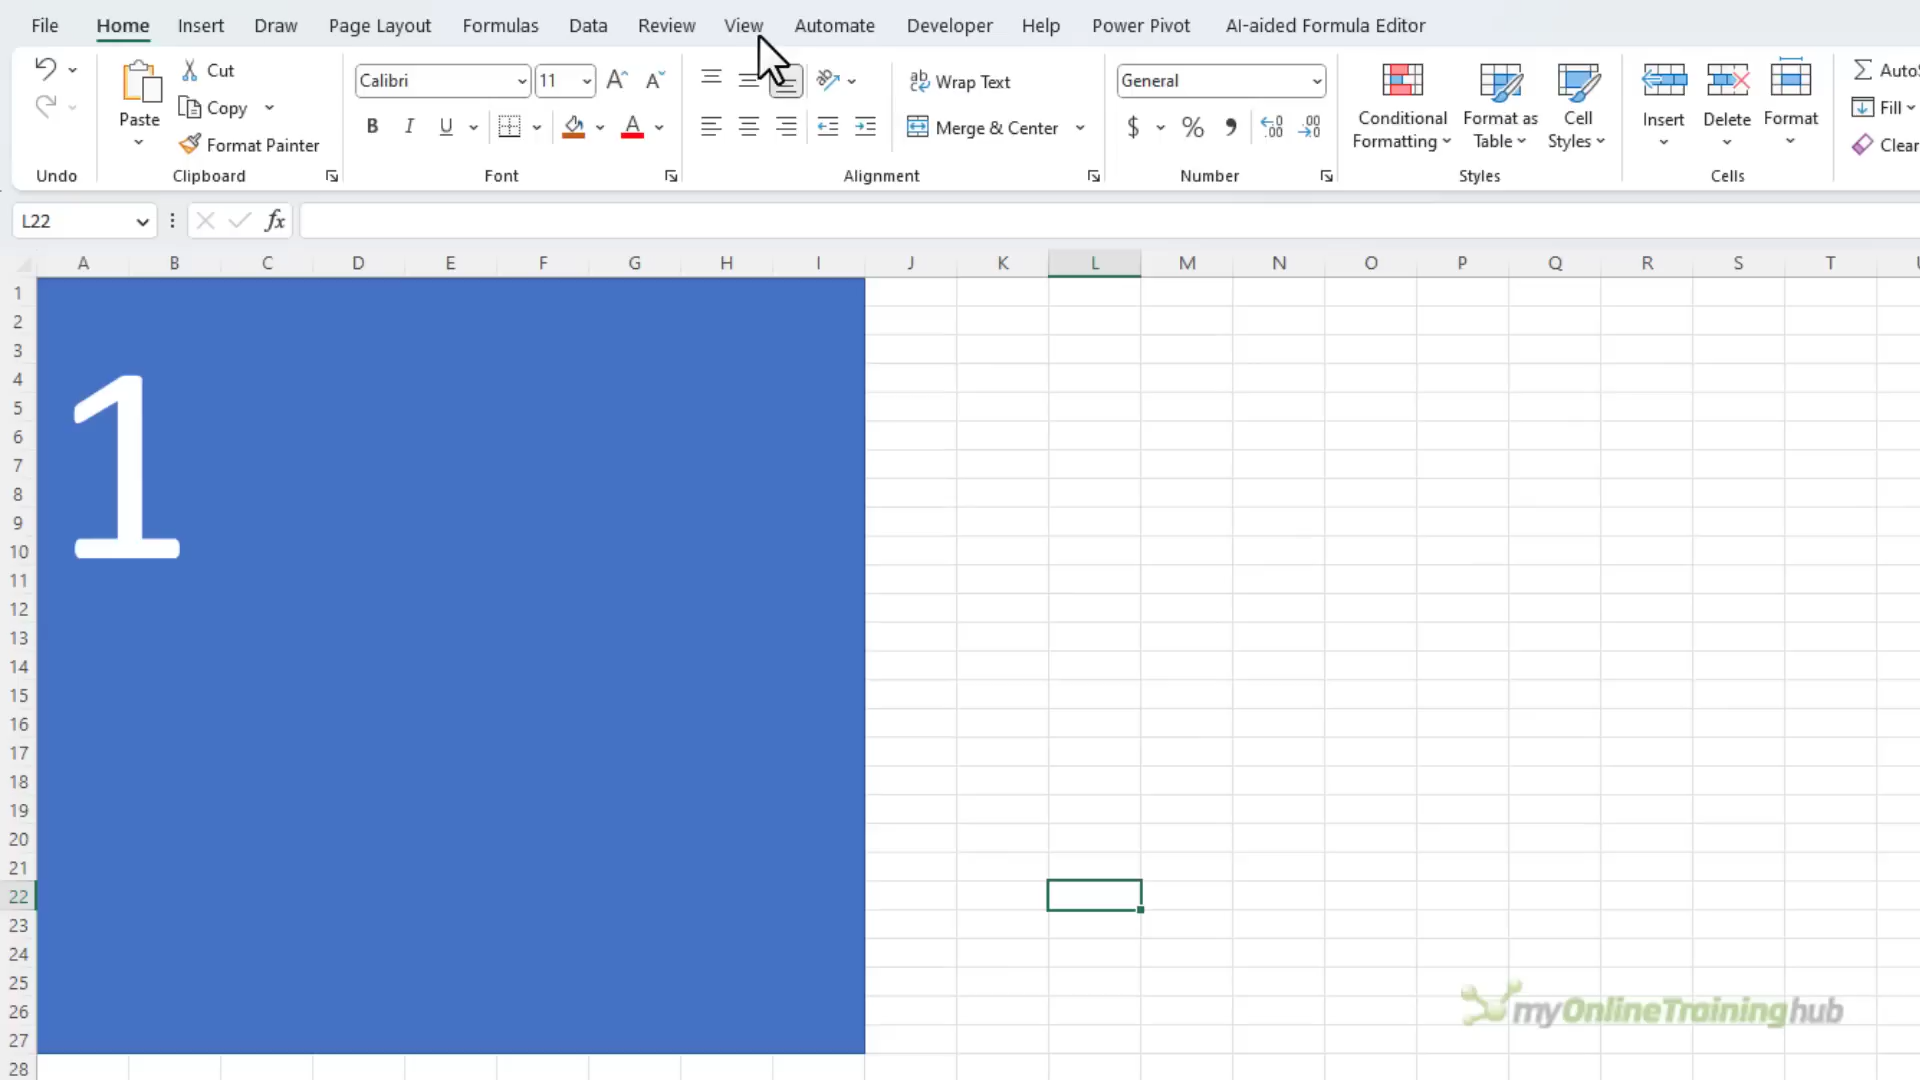 File Home Insert Draw Page Layout Formulas Data Review View Automate Developer Help Power Pivot AI-aided Formula Editor
Paste
Cut
Copy
Format Painter
Calibri 11
B I U A
ab Wrap Text
Merge & Center
General
$ % ,
Conditional Formatting
Format as Table
Cell Styles
Insert Delete Format
Fill
Clear
Undo Clipboard Font Alignment Number Styles Cells
L22 fx
A B C D E F G H I J K L M N O P Q R S T
1
2
3
4
5
6
7
8
9
10
11
12
13
14
15
16
17
18
19
20
21
22
23
24
25
26
27
28
1
myOnlineTraininghub